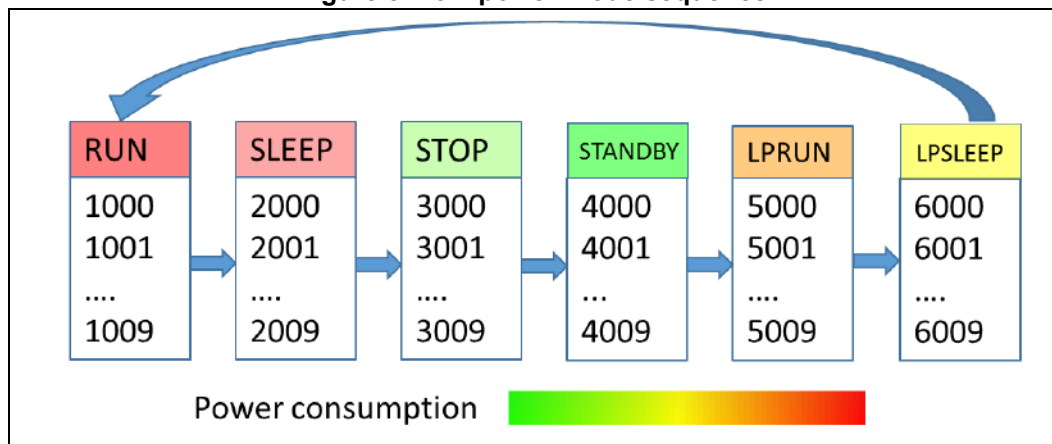 RUN SLEEP STOP STANDBY LPRUN LPSLEEP
1000 2000 3000 4000 5000 6000
1001 2001 3001 4001 5001 6001
.... .... .... ... .... ....
1009 2009 3009 4009 5009 6009
Power consumption